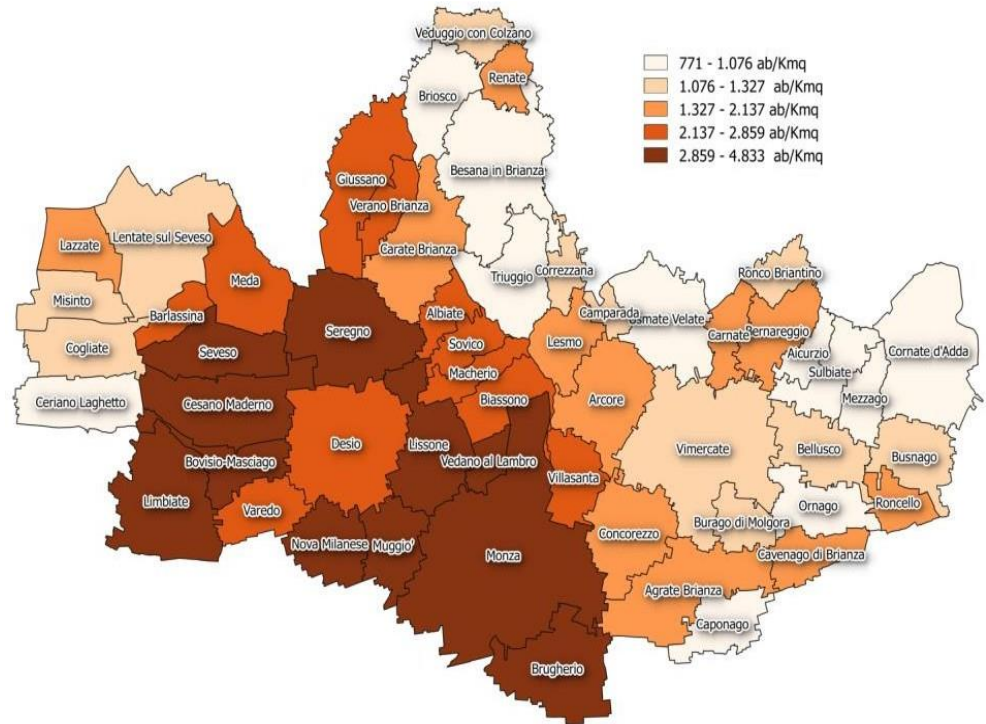 Veduggio con Colzano
Renate
Briosco
771 - 1.076 ab/Kmq
1.076 - 1.327 ab/Kmq
1.327 - 2.137 ab/Kmq
2.137 - 2.859 ab/Kmq
2.859 - 4.833 ab/Kmq
Besana in Brianza
Giussano
Verano Brianza
Lazzate
Lentate sul Seveso
Carate Brianza
Meda
Triuggio
Correzzana
Ronco Briantino
Misinto
Barlassina
Albiate
Camparada
Usmate Velate
Carnate
Bernareggio
Seregno
Cogliate
Seveso
Sovico
Lesmo
Aicurzio
Cornate d'Adda
Macherio
Sulbiate
Ceriano Laghetto
Cesano Maderno
Biassono
Arcore
Mezzago
Desio
Lissone
Vimercate
Bellusco
Busnago
Bovisio-Masciago
Vedano al Lambro
Villasanta
Limbiate
Varedo
Ornago
Roncello
Burago di Molgora
Concorezzo
Nova Milanese
Muggio'
Monza
Cavenago di Brianza
Agrate Brianza
Caponago
Brugherio